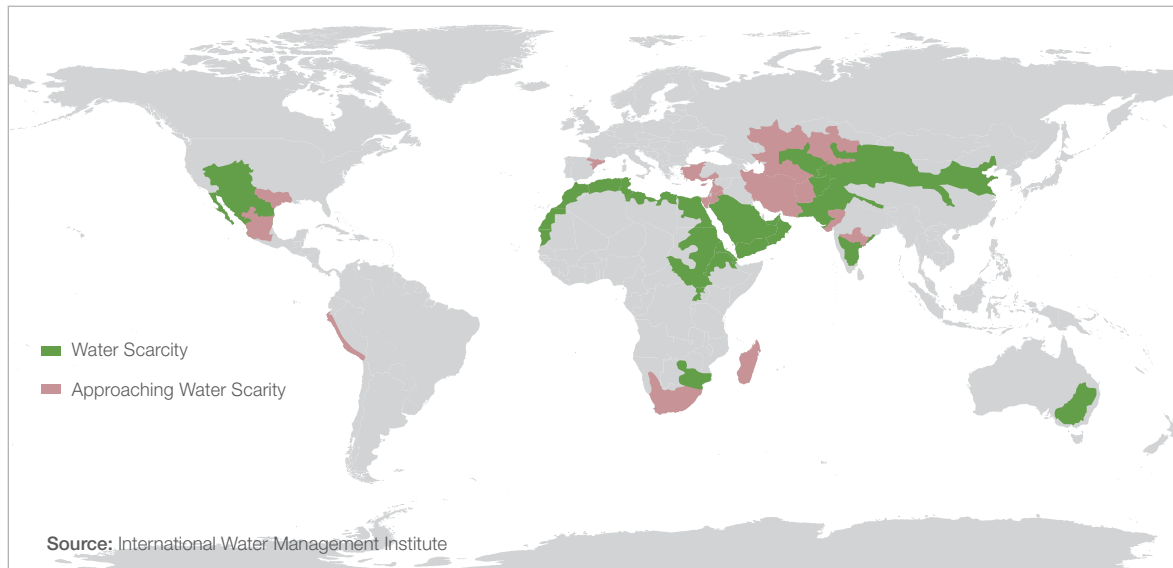 Water Scarcity
Approaching Water Scarity
Source: International Water Management Institute